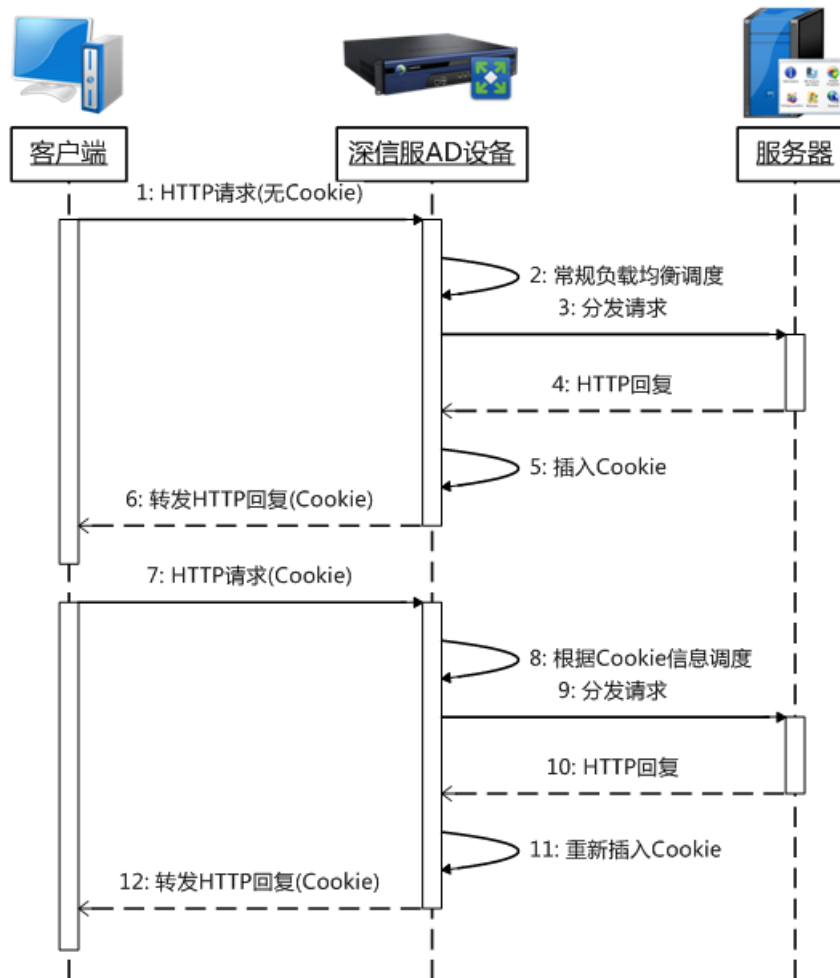 客户端
深信服AD设备
服务器
1: HTTP请求(无Cookie)
2: 常规负载均衡调度
3: 分发请求
4: HTTP回复
5: 插入Cookie
6: 转发HTTP回复(Cookie)
7: HTTP请求(Cookie)
8: 根据Cookie信息调度
9: 分发请求
10: HTTP回复
11: 重新插入Cookie
12: 转发HTTP回复(Cookie)